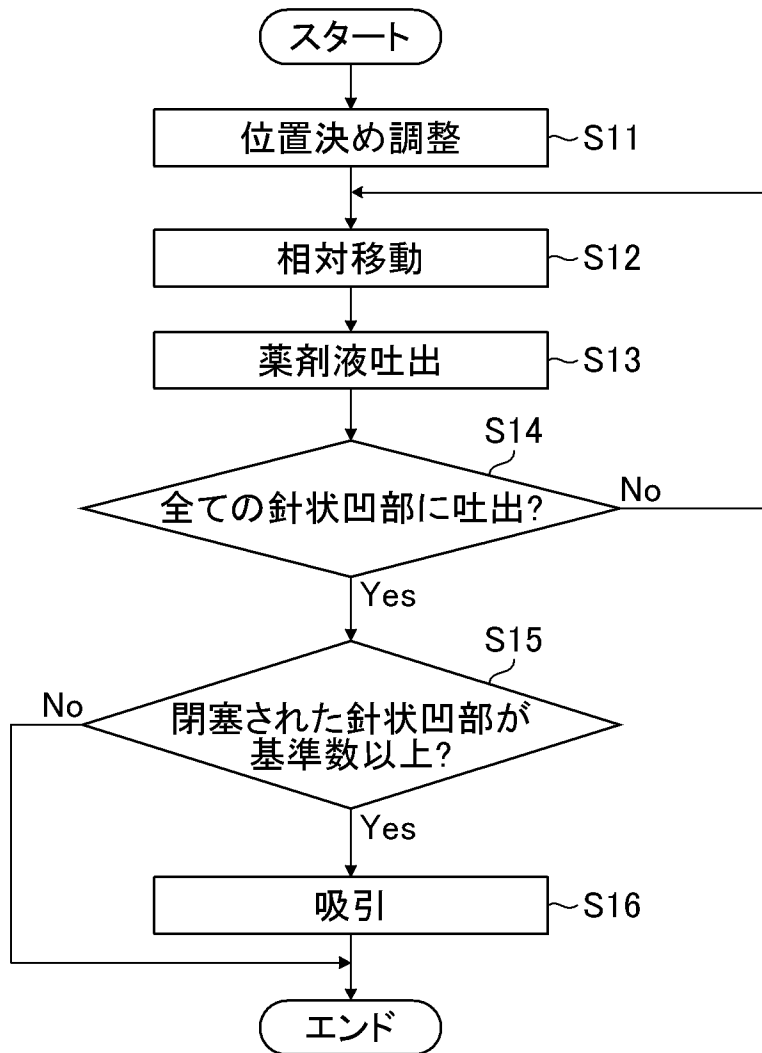 スタート
位置決め調整
S11
相対移動
S12
薬剤液吐出
S13
S14
全ての針状凹部に吐出?
No
Yes
S15
No
閉塞された針状凹部が
基準数以上?
Yes
吸引
S16
エンド